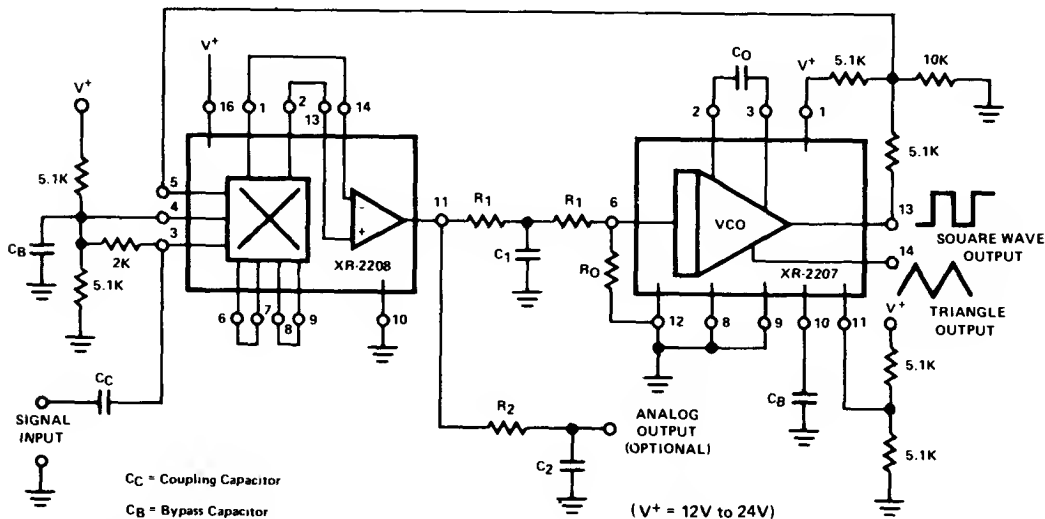 V+
16
1
2
13
14
V+
5.1K
CB
5.1K
2K
5
4
3
XR-2208
6
7
8
9
10
CC
SIGNAL
INPUT
CC = Coupling Capacitor
CB = Bypass Capacitor
11
R1
C1
R1
6
RO
R2
C2
ANALOG
OUTPUT
(OPTIONAL)
CO
2
3
V+
1
5.1K
10K
5.1K
VCO
XR-2207
13
SQUARE WAVE
OUTPUT
14
TRIANGLE
OUTPUT
12
8
9
10
11
CB
V+
5.1K
5.1K
-
+
(V+ = 12V to 24V)